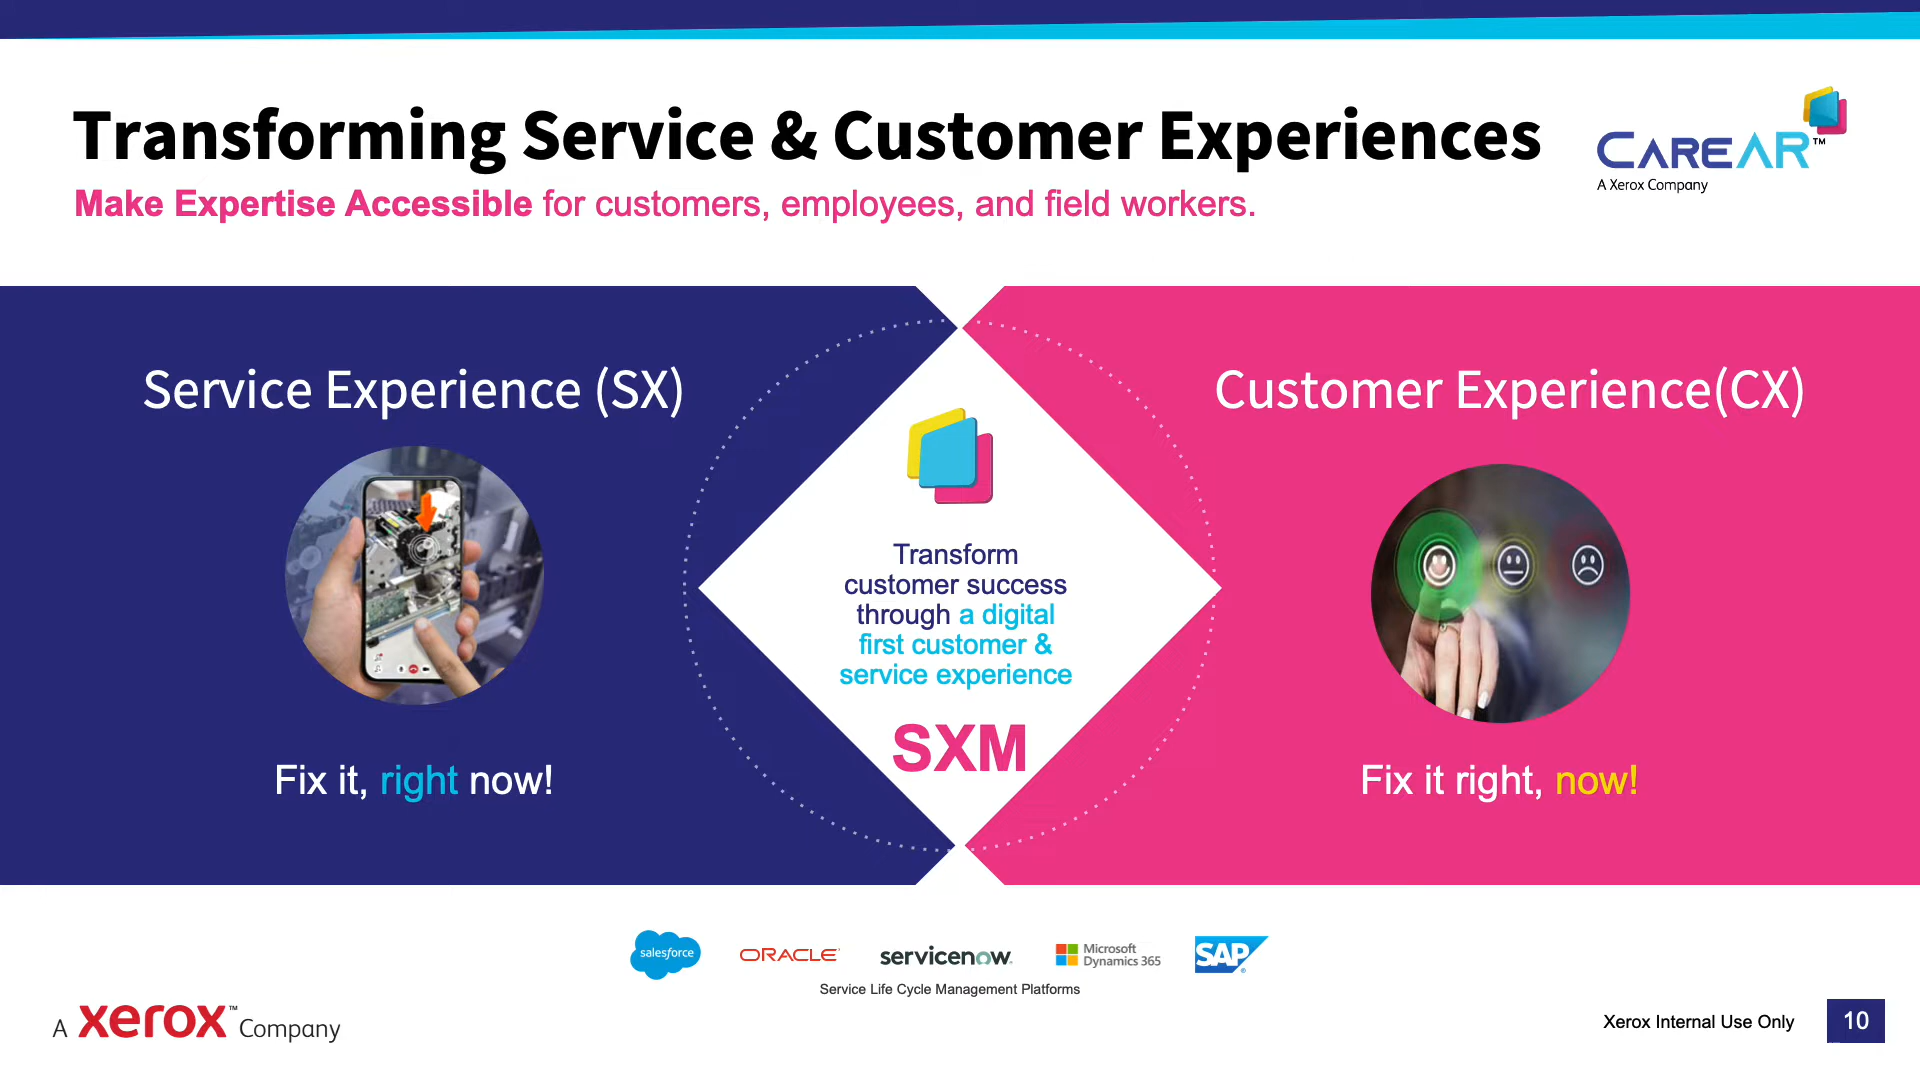 Transforming Service & Customer Experiences
Make Expertise Accessible for customers, employees, and field workers.
CAREAR™
A Xerox Company
Service Experience (SX)
Fix it, right now!
Transform
customer success
through a digital
first customer &
service experience
SXM
Customer Experience(CX)
Fix it right, now!
salesforce
ORACLE
servicenow
Microsoft
Dynamics 365
SAP
Service Life Cycle Management Platforms
A xerox™ Company
Xerox Internal Use Only
10